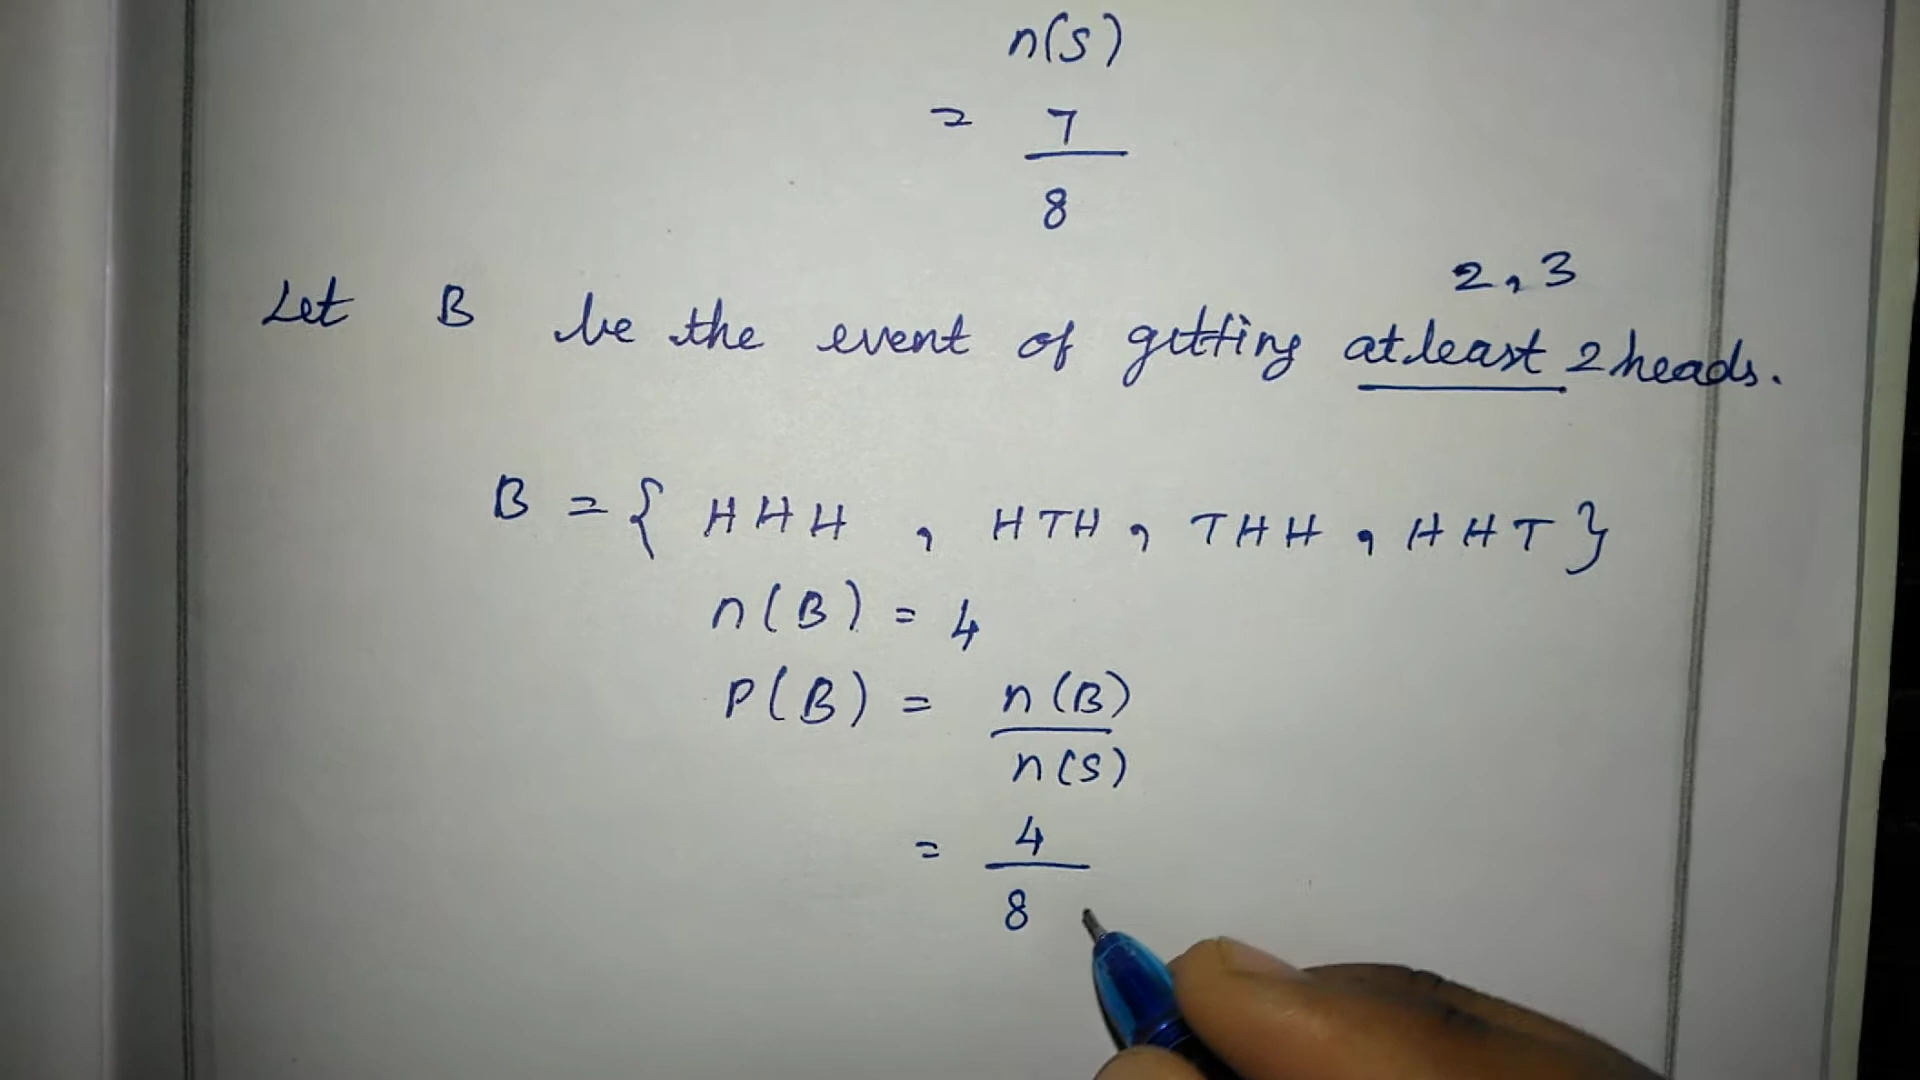 n(S)
= 7
8
2,3
Let B be the event of getting atleast 2 heads.
B = { HHH , HTH , THH , HHT }
n(B) = 4
P(B) = n(B)
n(S)
= 4
8